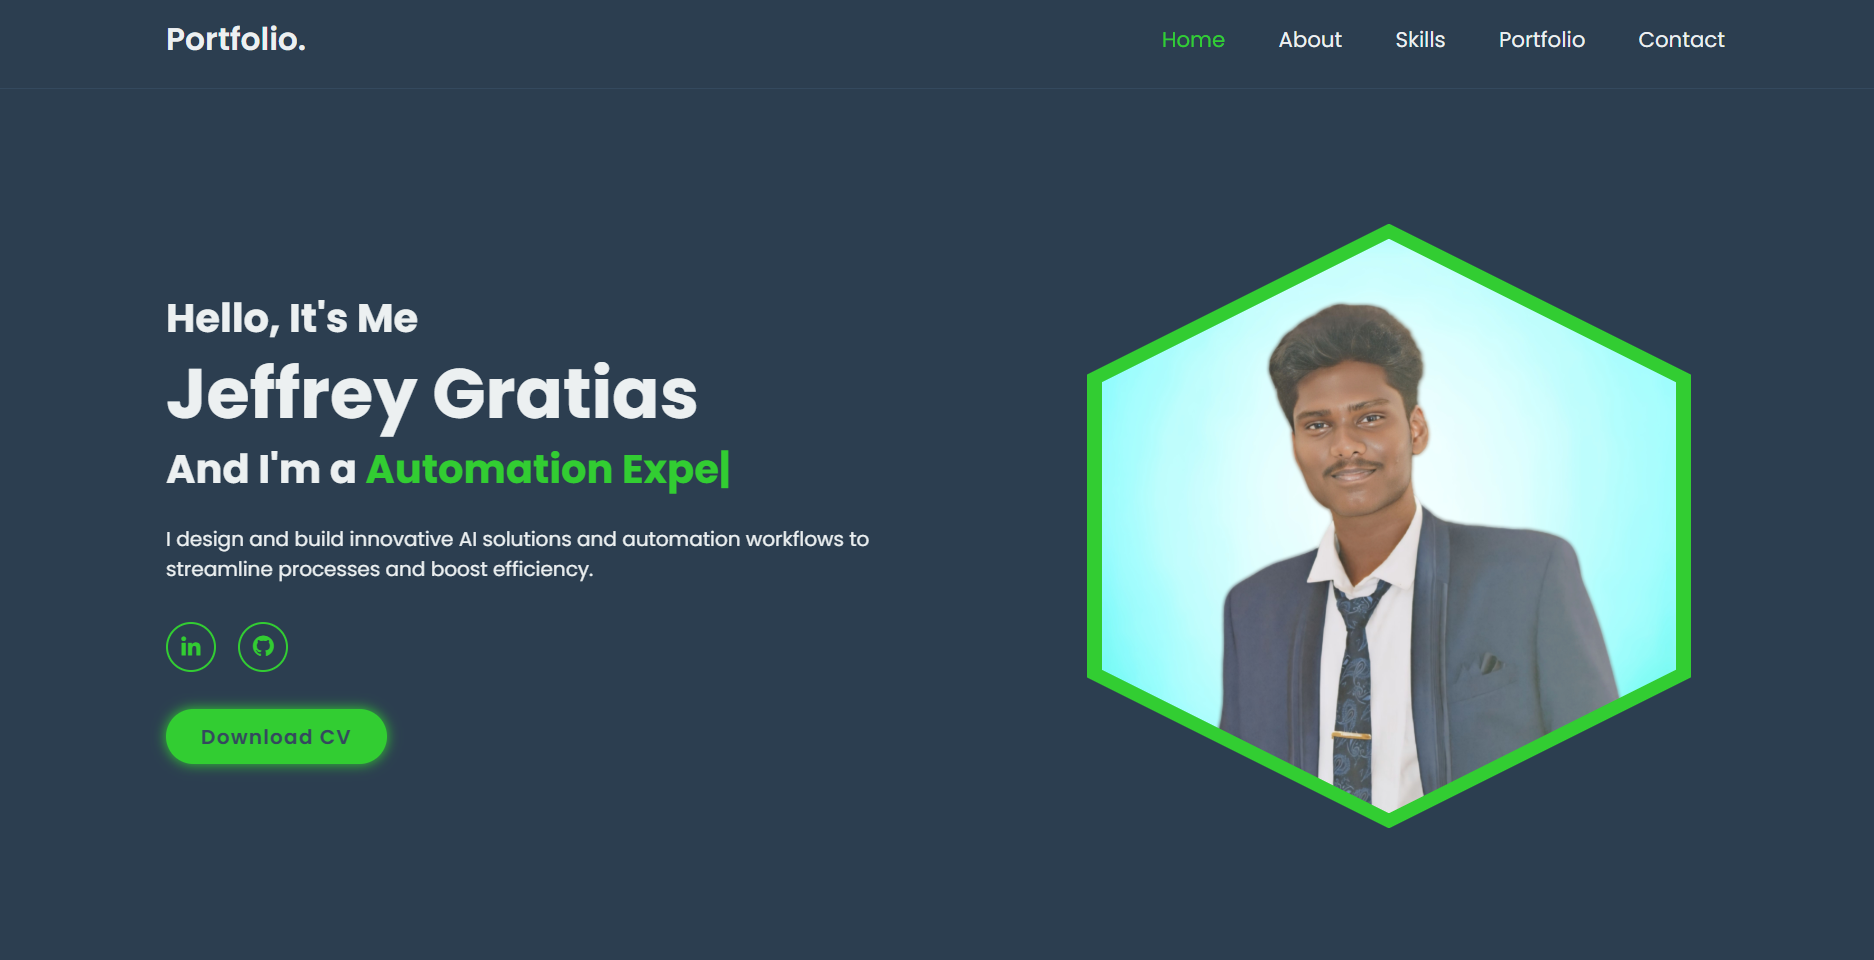 Portfolio.
Home About Skills Portfolio Contact
Hello, It's Me
Jeffrey Gratias
And I'm a Automation Expe|
I design and build innovative AI solutions and automation workflows to
streamline processes and boost efficiency.
in
Download CV